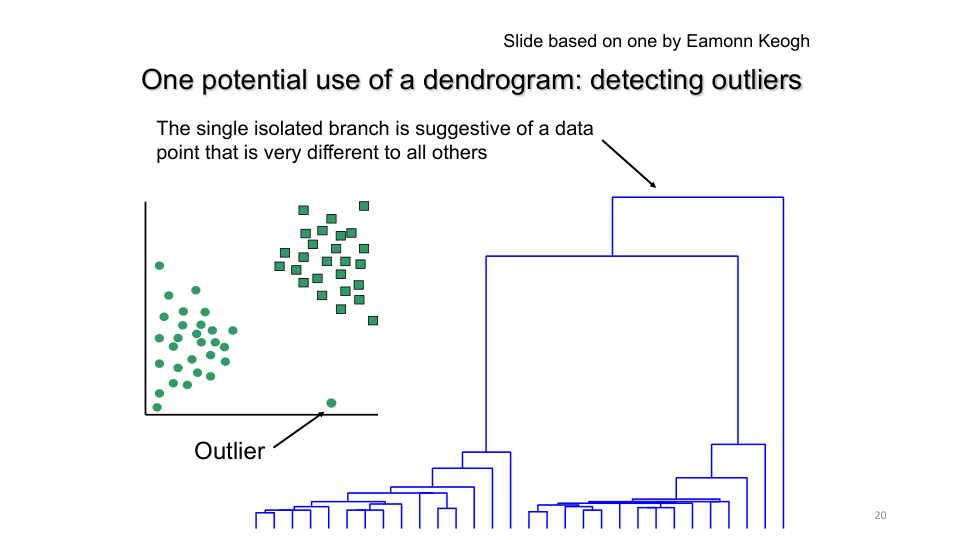 Slide based on one by Eamonn Keogh
One potential use of a dendrogram: detecting outliers
The single isolated branch is suggestive of a data
point that is very different to all others
Outlier
20